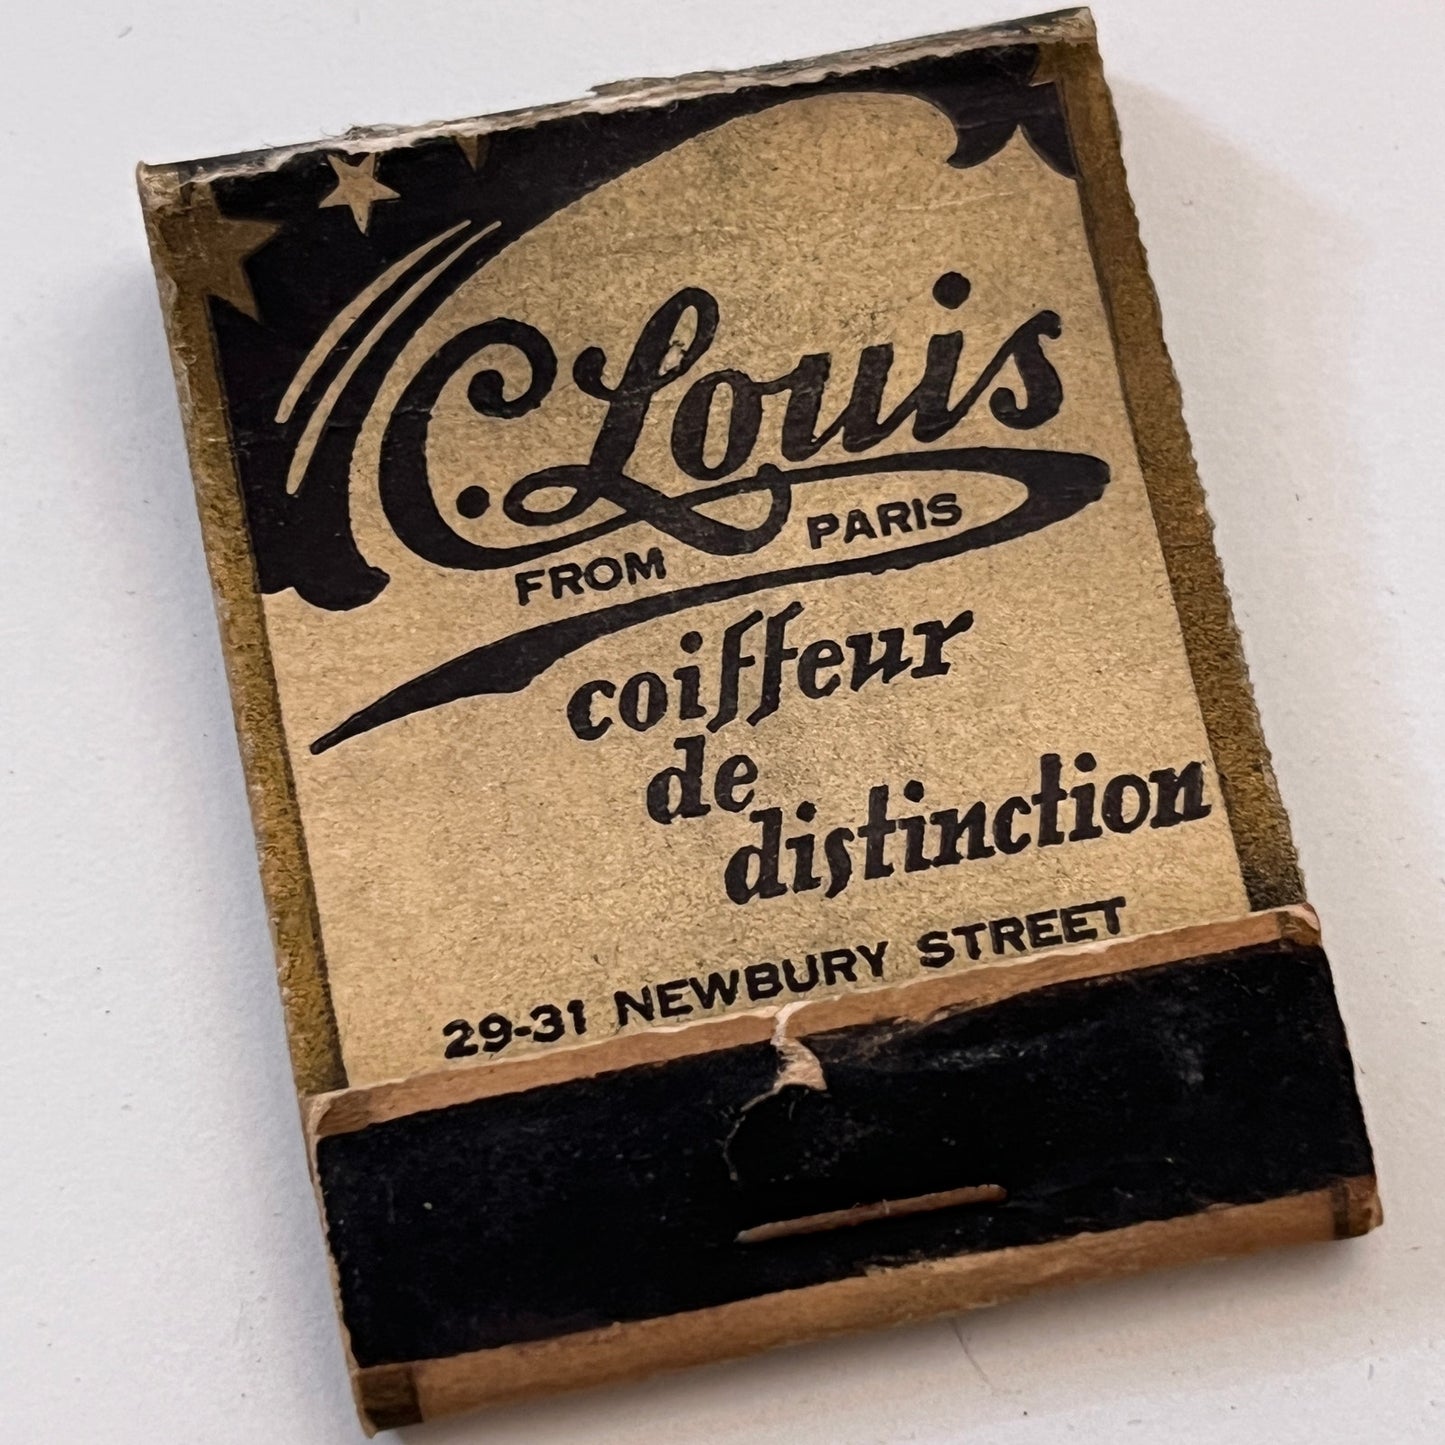 C. Louis
FROM PARIS
coiffeur
de
distinction
29-31 NEWBURY STREET